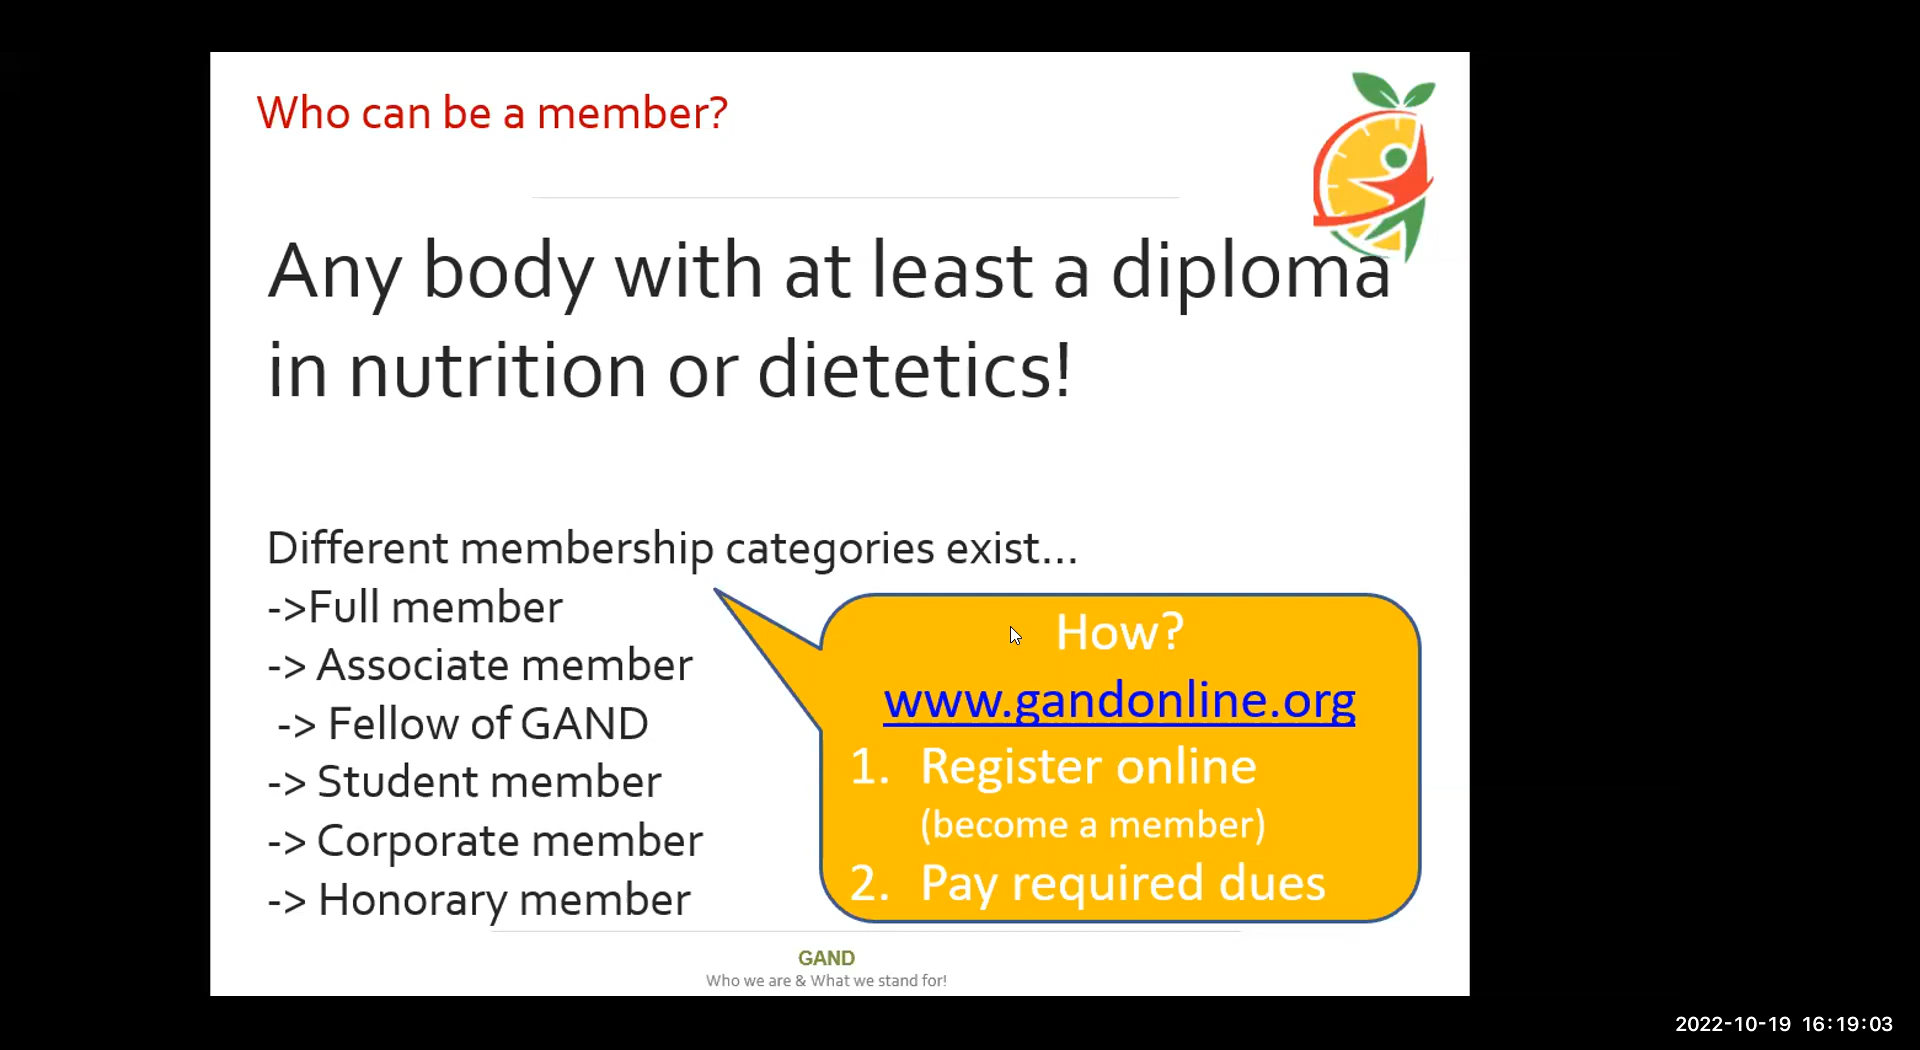 Who can be a member?
Any body with at least a diploma
in nutrition or dietetics!
Different membership categories exist...
->Full member
-> Associate member
-> Fellow of GAND
-> Student member
-> Corporate member
-> Honorary member
How?
www.gandonline.org
1. Register online
(become a member)
2. Pay required dues
GAND
Who we are & What we stand for!
2022-10-19 16:19:03